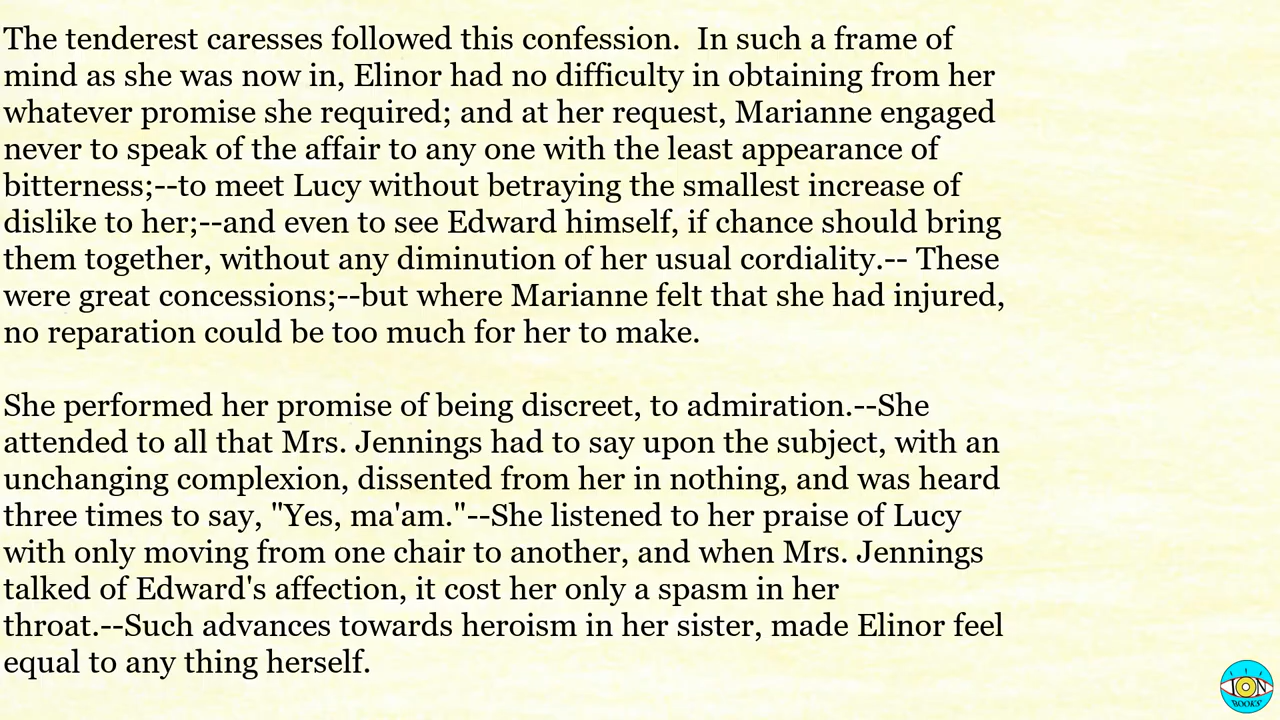 The tenderest caresses followed this confession.  In such a frame of
mind as she was now in, Elinor had no difficulty in obtaining from her
whatever promise she required; and at her request, Marianne engaged
never to speak of the affair to any one with the least appearance of
bitterness;--to meet Lucy without betraying the smallest increase of
dislike to her;--and even to see Edward himself, if chance should bring
them together, without any diminution of her usual cordiality.-- These
were great concessions;--but where Marianne felt that she had injured,
no reparation could be too much for her to make.

She performed her promise of being discreet, to admiration.--She
attended to all that Mrs. Jennings had to say upon the subject, with an
unchanging complexion, dissented from her in nothing, and was heard
three times to say, "Yes, ma'am."--She listened to her praise of Lucy
with only moving from one chair to another, and when Mrs. Jennings
talked of Edward's affection, it cost her only a spasm in her
throat.--Such advances towards heroism in her sister, made Elinor feel
equal to any thing herself.
ION
BOOKS